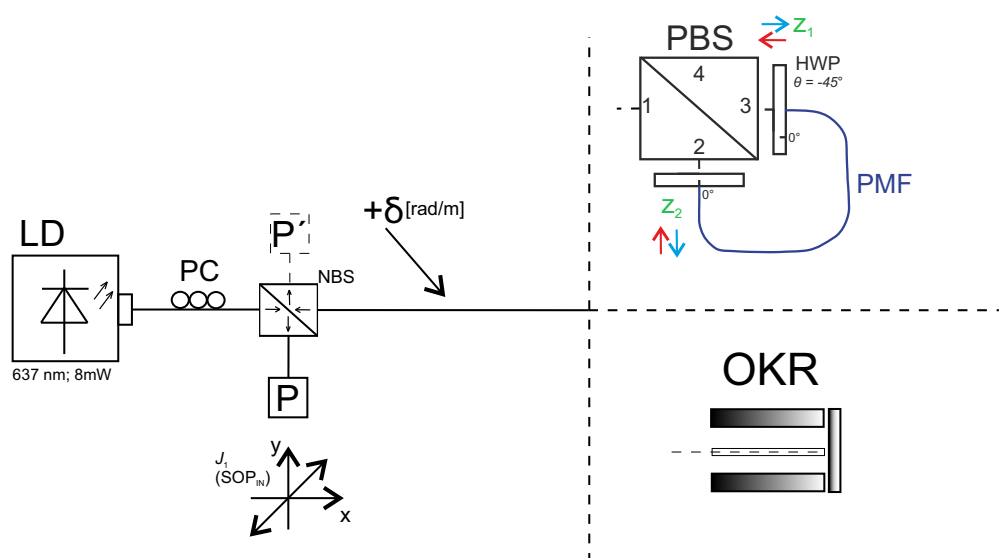 PBS
z₁
HWP
θ = -45°
4
1
3
0°
2
0°
PMF
z₂
+δ[rad/m]
P´
LD
PC
NBS
637 nm; 8mW
P
OKR
y
J₁
(SOP_IN)
x